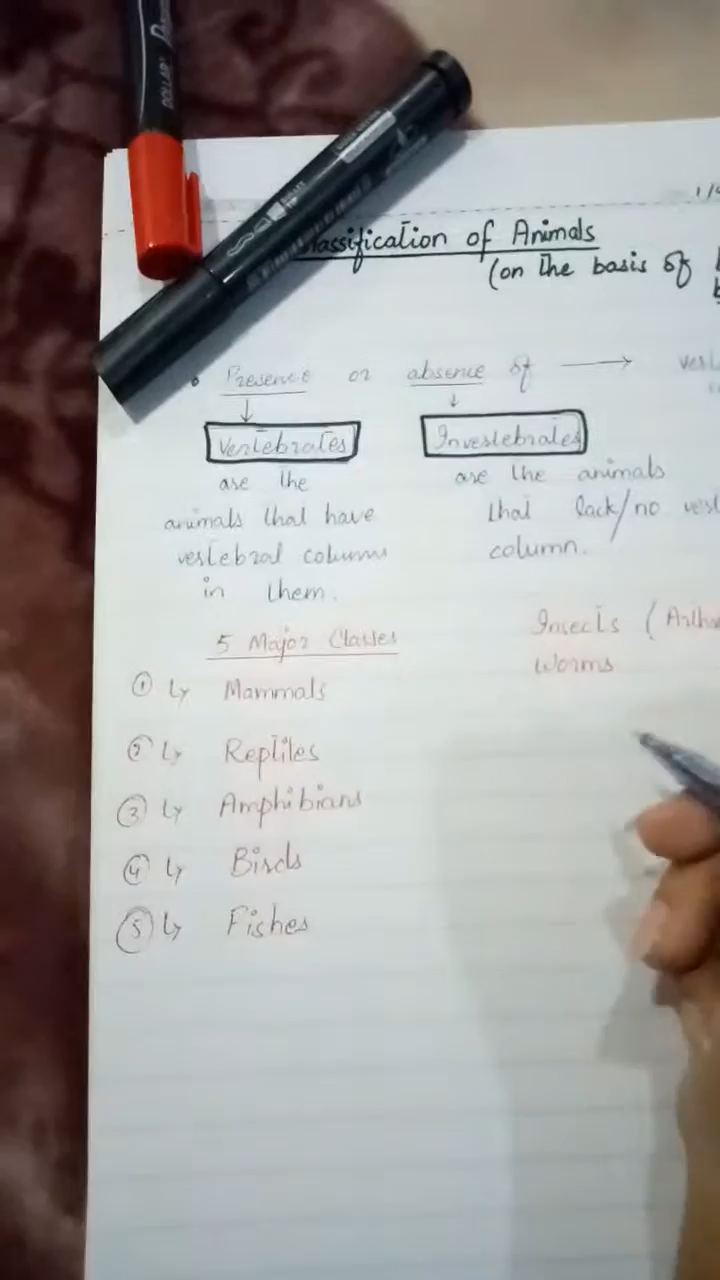 DOLLAR
Classification of Animals
(on the basis of
• Presence or absence of →
Vertebrates
Invertebrates
are the
animals that have
vertebral column
in them.
are the animals
that lack/no
column.
5 Major Classes
① ↳ Mammals
② ↳ Reptiles
③ ↳ Amphibians
④ ↳ Birds
⑤ ↳ Fishes
Insects (
Worms